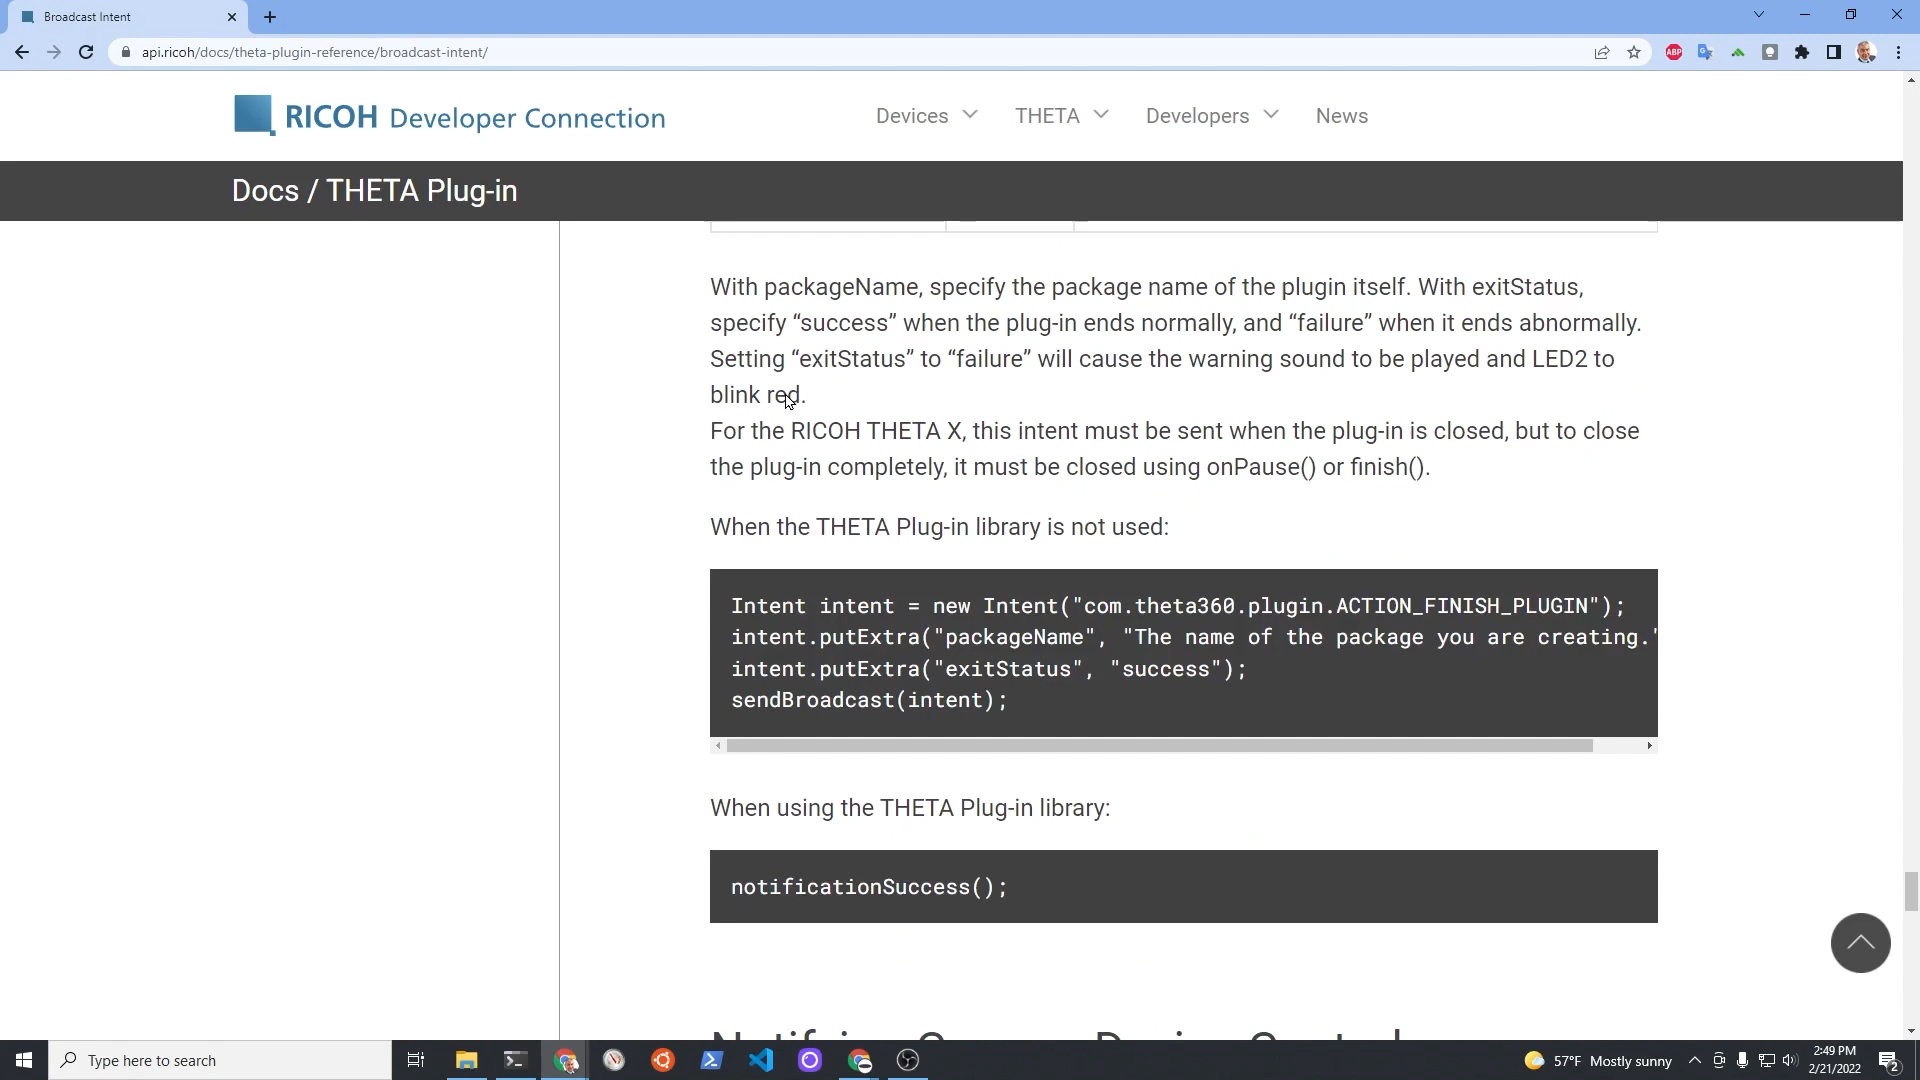 Broadcast Intent
api.ricoh/docs/theta-plugin-reference/broadcast-intent/
ABP
RICOH Developer Connection
Devices
THETA
Developers
News
Docs / THETA Plug-in
With packageName, specify the package name of the plugin itself. With exitStatus,
specify “success” when the plug-in ends normally, and “failure” when it ends abnormally.
Setting “exitStatus” to “failure” will cause the warning sound to be played and LED2 to
blink red.
For the RICOH THETA X, this intent must be sent when the plug-in is closed, but to close
the plug-in completely, it must be closed using onPause() or finish().
When the THETA Plug-in library is not used:
Intent intent = new Intent("com.theta360.plugin.ACTION_FINISH_PLUGIN");
intent.putExtra("packageName", "The name of the package you are creating."
intent.putExtra("exitStatus", "success");
sendBroadcast(intent);
When using the THETA Plug-in library:
notificationSuccess();
Type here to search
57°F Mostly sunny
2:49 PM
2/21/2022
2